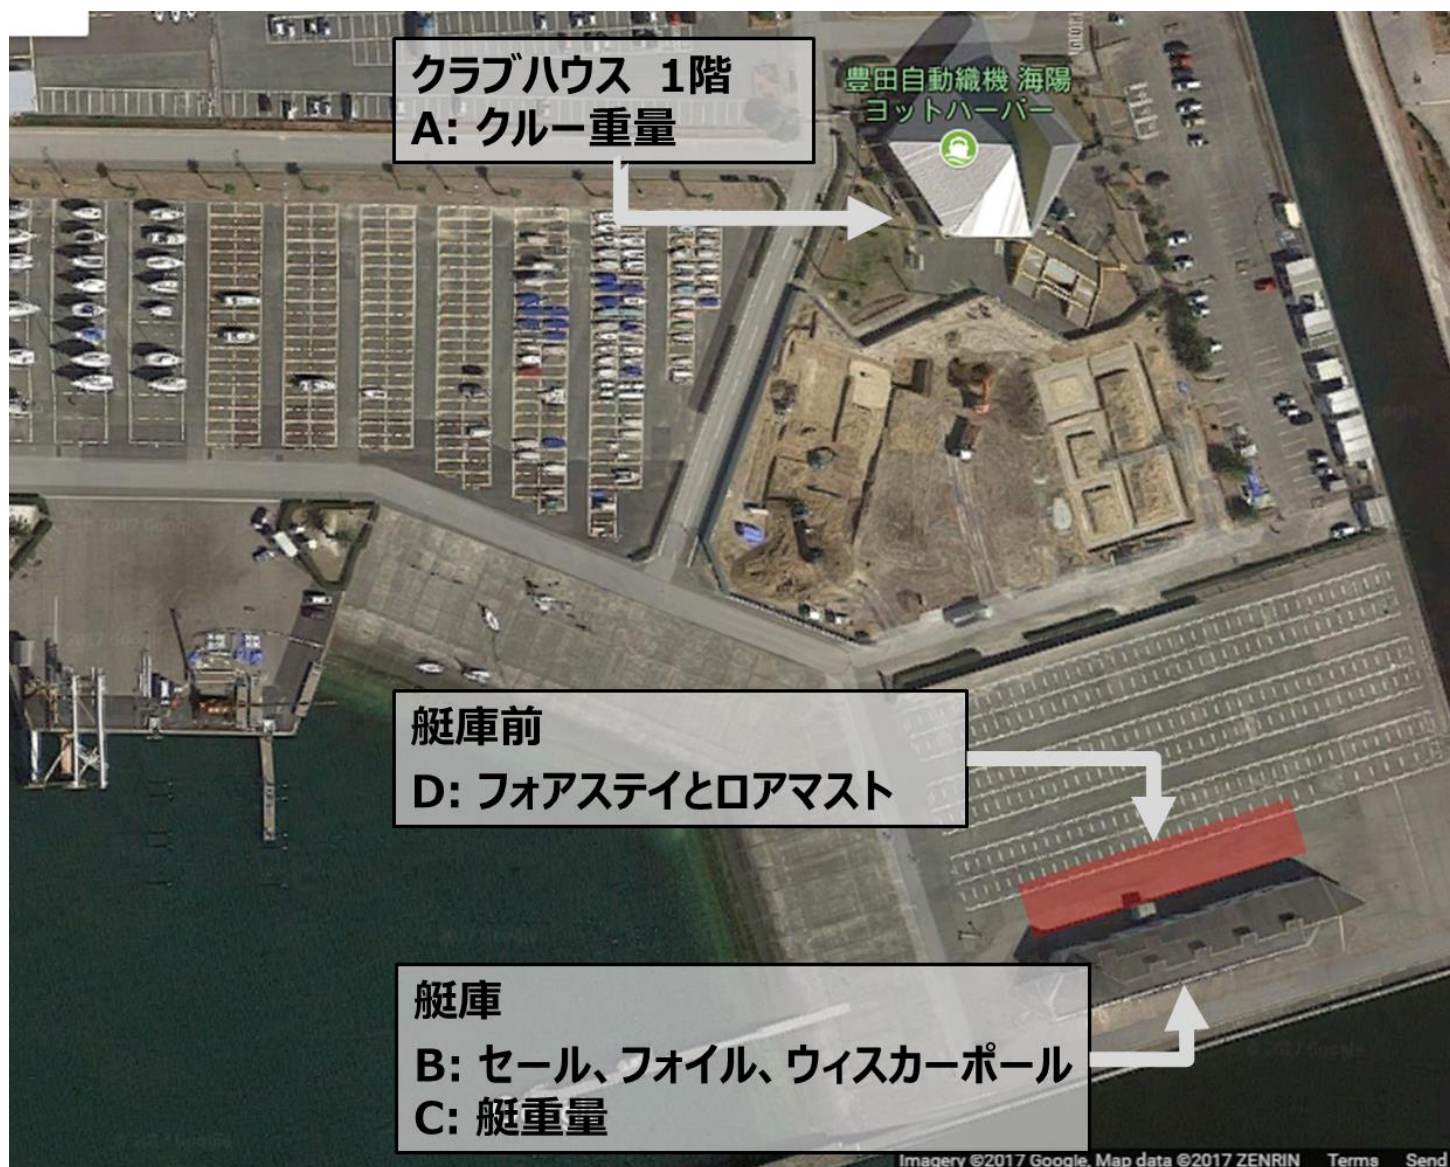 クラブハウス 1階
A: クルー重量
豊田自動織機 海陽
ヨットハーバー
艇庫前
D: フォアステイとロアマスト
艇庫
B: セール、フォイル、ウィスカーポール
C: 艇重量
Imagery ©2017 Google, Map data ©2017 ZENRIN Terms Send